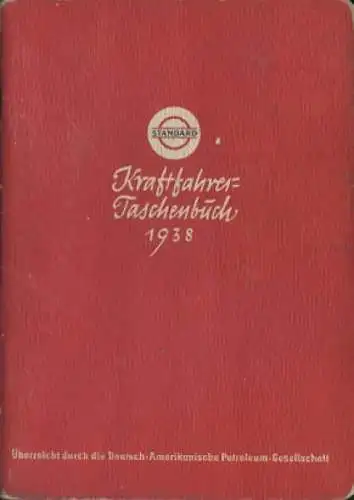 STANDARD
Kraftfahrer-
Taschenbuch
1938
Überreicht durch die Deutsch-Amerikanische Petroleum-Gesellschaft